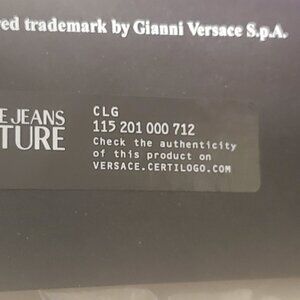 red trademark by Gianni Versace S.p.A.
E JEANS
TURE
CLG
115 201 000 712
Check the authenticity
of this product on
VERSACE.CERTILOGO.COM